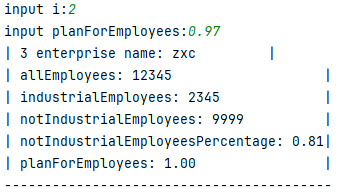 input i:2
input planForEmployees:0.97
| 3 enterprise name: zxc         |
| allEmployees: 12345                   |
| industrialEmployees: 2345             |
| notIndustrialEmployees: 9999          |
| notIndustrialEmployeesPercentage: 0.81|
| planForEmployees: 1.00                |
-----------------------------------------